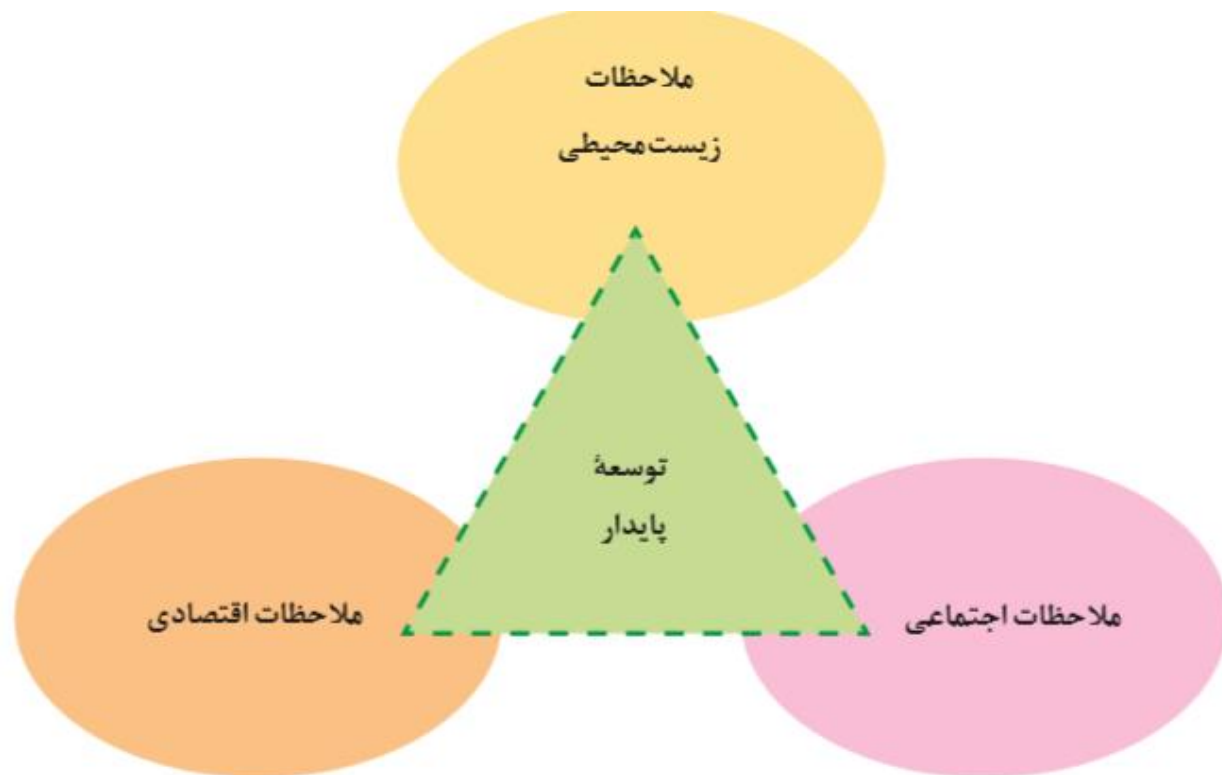 ملاحظات
زیست‌محیطی
توسعهٔ
پایدار
ملاحظات اجتماعی
ملاحظات اقتصادی